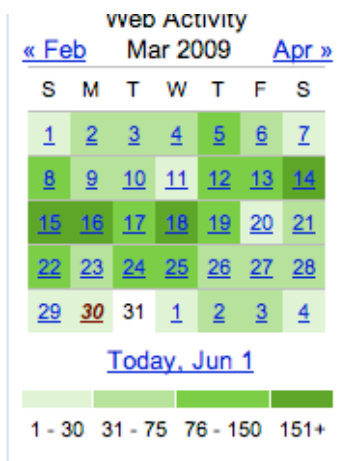 Web Activity
« Feb Mar 2009 Apr »
S M T W T F S
1 2 3 4 5 6 7
8 9 10 11 12 13 14
15 16 17 18 19 20 21
22 23 24 25 26 27 28
29 30 31 1 2 3 4
Today, Jun 1
1 - 30 31 - 75 76 - 150 151+